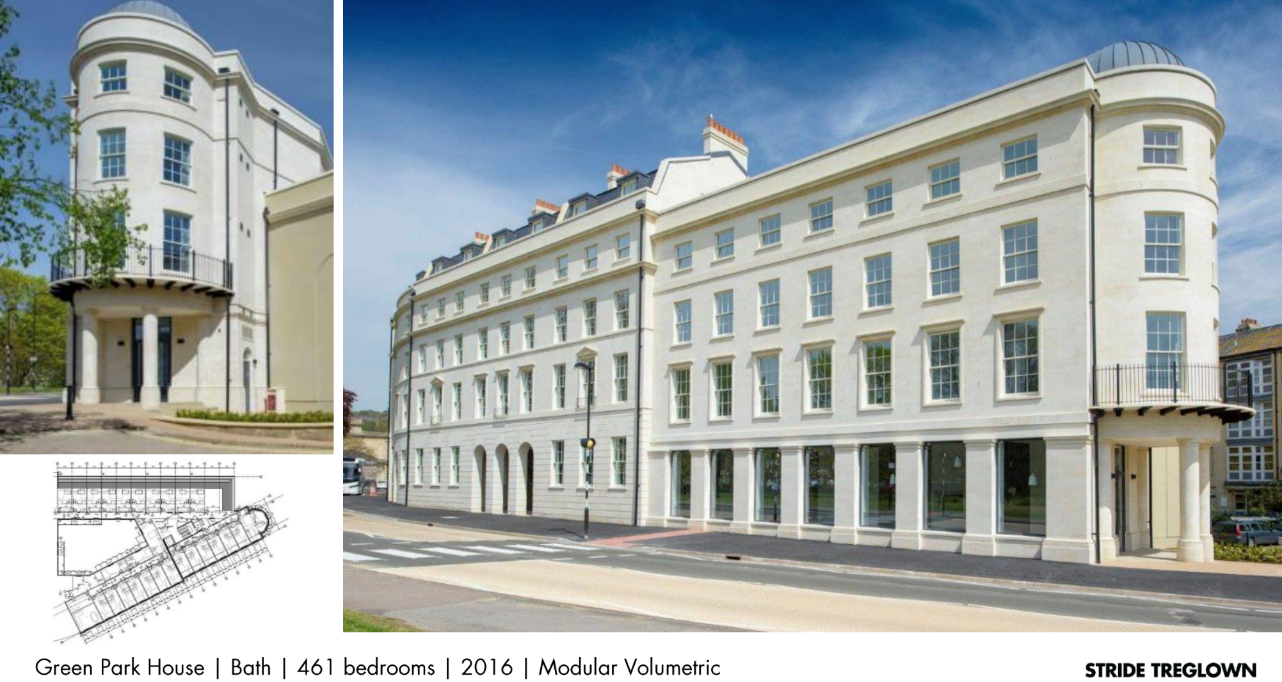 Green Park House | Bath | 461 bedrooms | 2016 | Modular Volumetric
STRIDE TREGLOWN